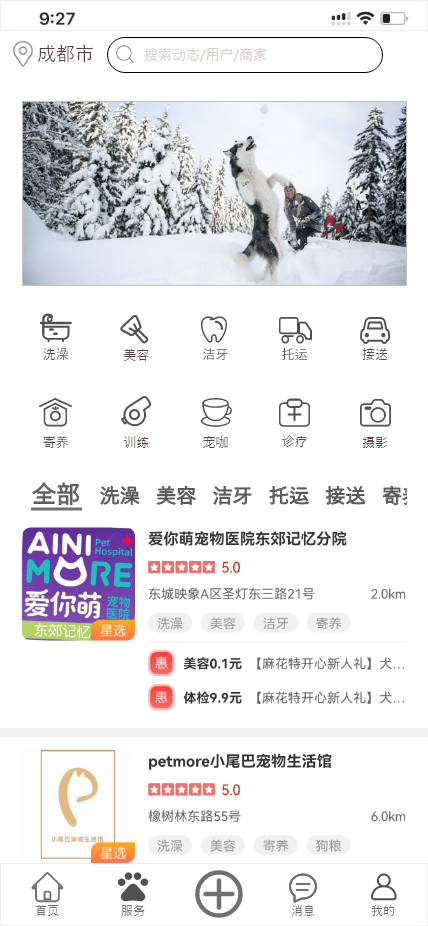 9:27
成都市
搜索动态/用户/商家
洗澡 美容 洁牙 托运 接送
寄养 训练 宠咖 诊疗 摄影
全部 洗澡 美容 洁牙 托运 接送 寄养
AINI Pet Hospital
MORE
爱你萌 宠物医院
东郊记忆 星选
爱你萌宠物医院东郊记忆分院
5.0
东城映象A区圣灯东三路21号 2.0km
洗澡 美容 洁牙 寄养
惠 美容0.1元 【麻花特开心新人礼】犬...
惠 体检9.9元 【麻花特开心新人礼】犬...
小尾巴宠物生活馆
星选
petmore小尾巴宠物生活馆
5.0
橡树林东路55号 6.0km
洗澡 美容 寄养 狗粮
首页 服务 消息 我的